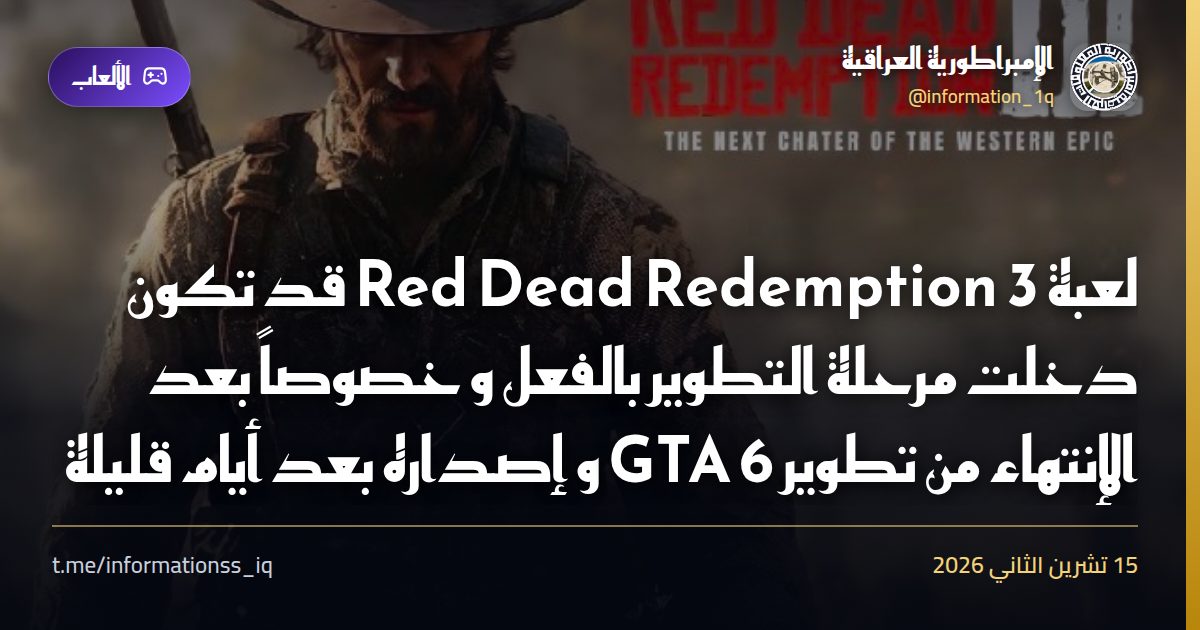 الألعاب
الإمبراطورية العراقية
@information_1q
RED DEAD
REDEMPTION III
THE NEXT CHATER OF THE WESTERN EPIC
لعبة Red Dead Redemption 3 قد تكون
دخلت مرحلة التطوير بالفعل و خصوصاً بعد
الإنتهاء من تطوير GTA 6 و إصداره بعد أيام قليلة
t.me/informationss_iq
15 تشرين الثاني 2026